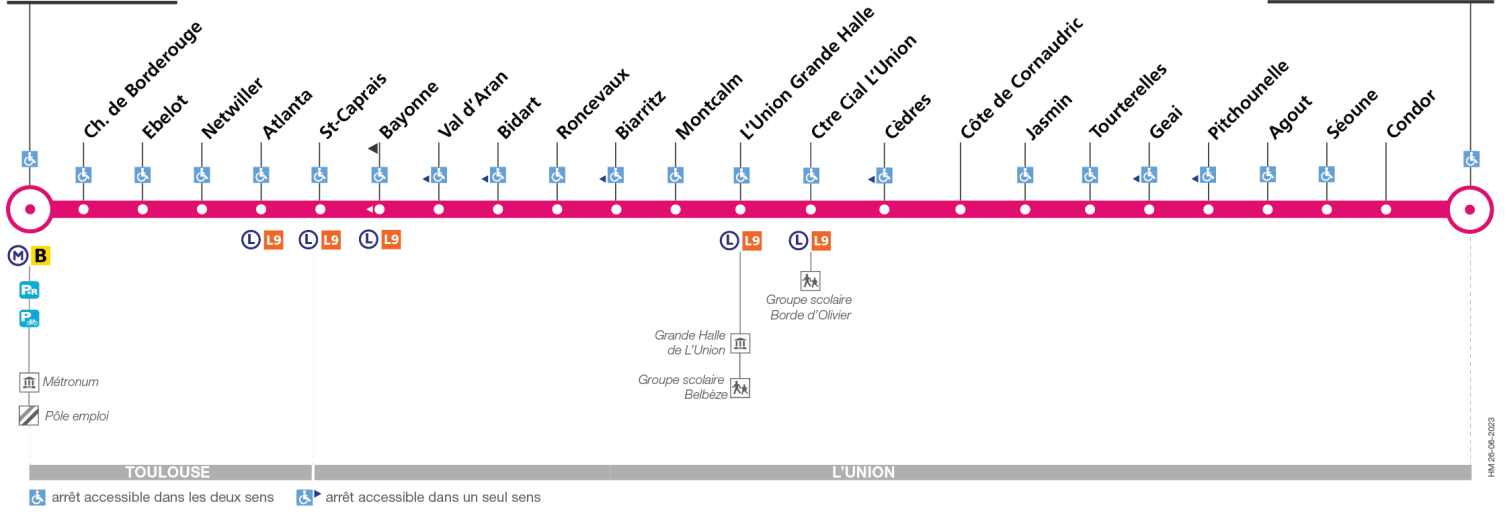 Ch. de Borderouge
Ebelot
Netwiller
Atlanta
St-Caprais
Bayonne
Val d’Aran
Bidart
Roncevaux
Biarritz
Montcalm
L’Union Grande Halle
Ctre Cial L’Union
Cèdres
Côte de Cornaudric
Jasmin
Tourterelles
Geai
Pitchounelle
Agout
Séoune
Condor
M B
L L9
L L9
L L9
L L9
L L9
P+R
P
Groupe scolaire
Borde d’Olivier
Grande Halle
de L’Union
Groupe scolaire
Belbèze
Métronum
Pôle emploi
TOULOUSE
L’UNION
arrêt accessible dans les deux sens
arrêt accessible dans un seul sens
HM 26-06-2023